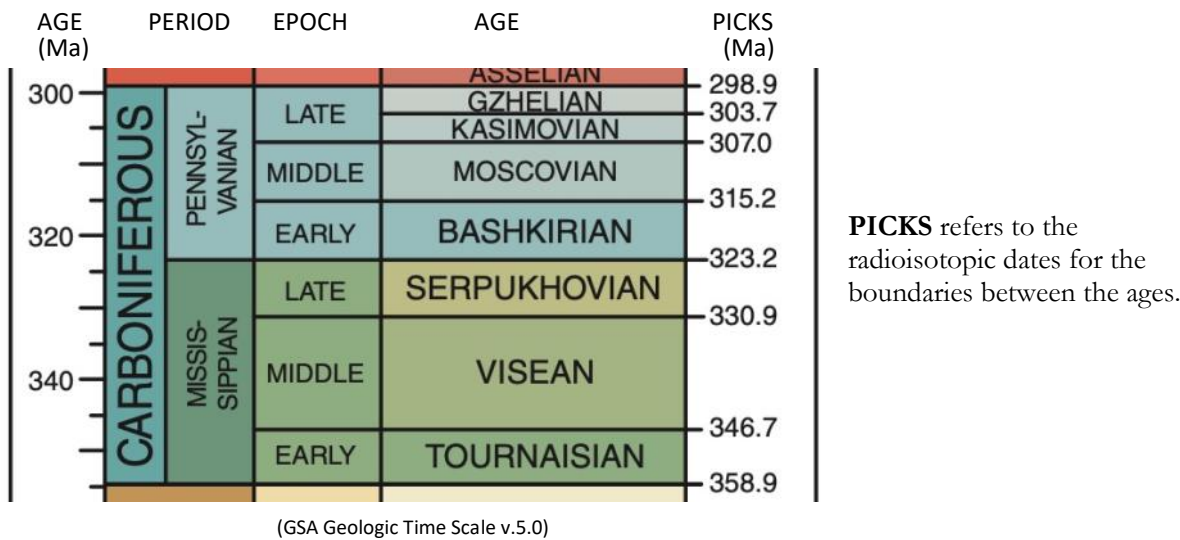 AGE PERIOD EPOCH AGE PICKS
(Ma) (Ma)
ASSELIAN
298.9
300
GZHELIAN
303.7
LATE
KASIMOVIAN
307.0
CARBONIFEROUS
PENNSYL-
VANIAN
MIDDLE
MOSCOVIAN
315.2
320
EARLY
BASHKIRIAN
323.2
MISSIS-
SIPPIAN
LATE
SERPUKHOVIAN
330.9
340
MIDDLE
VISEAN
346.7
EARLY
TOURNAISIAN
358.9
PICKS refers to the
radioisotopic dates for the
boundaries between the ages.
(GSA Geologic Time Scale v.5.0)